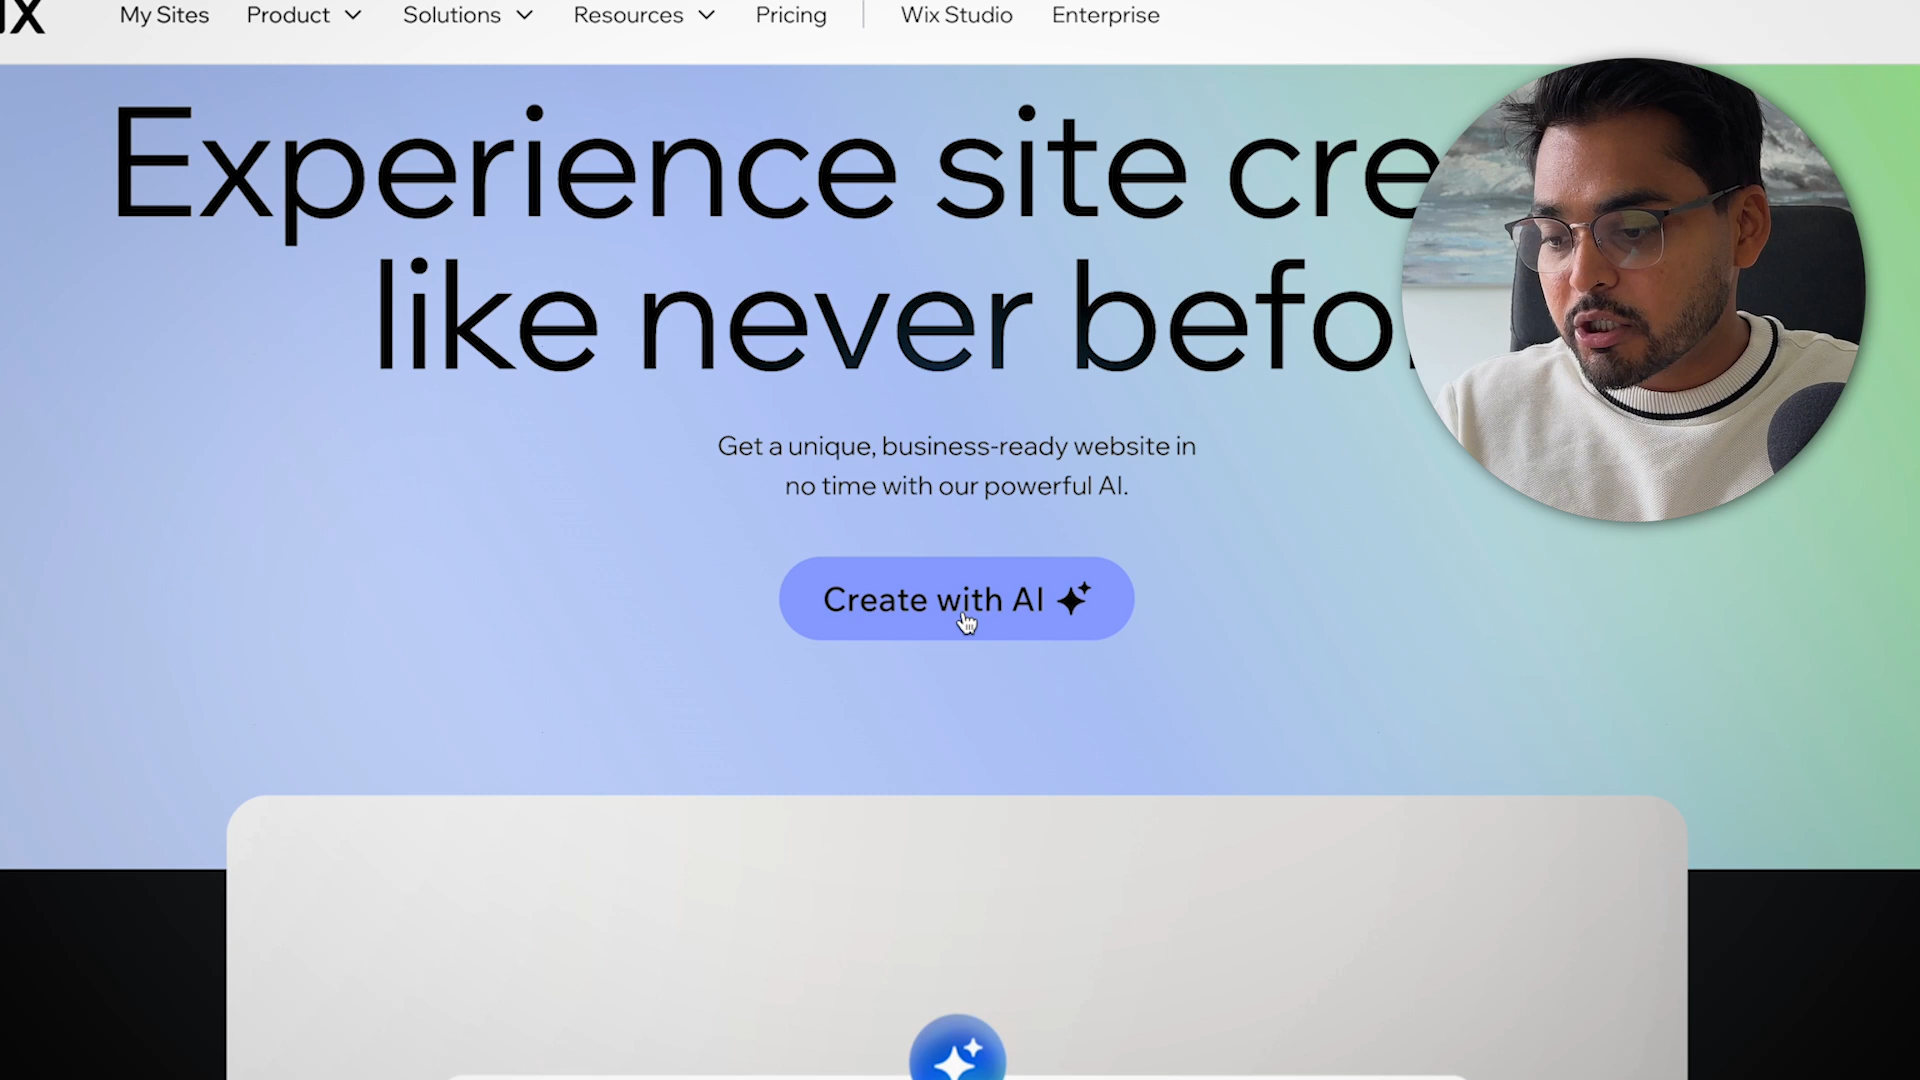 My Sites Product Solutions Resources Pricing Wix Studio Enterprise
Experience site cre
like never befo
Get a unique, business-ready website in
no time with our powerful AI.
Create with AI